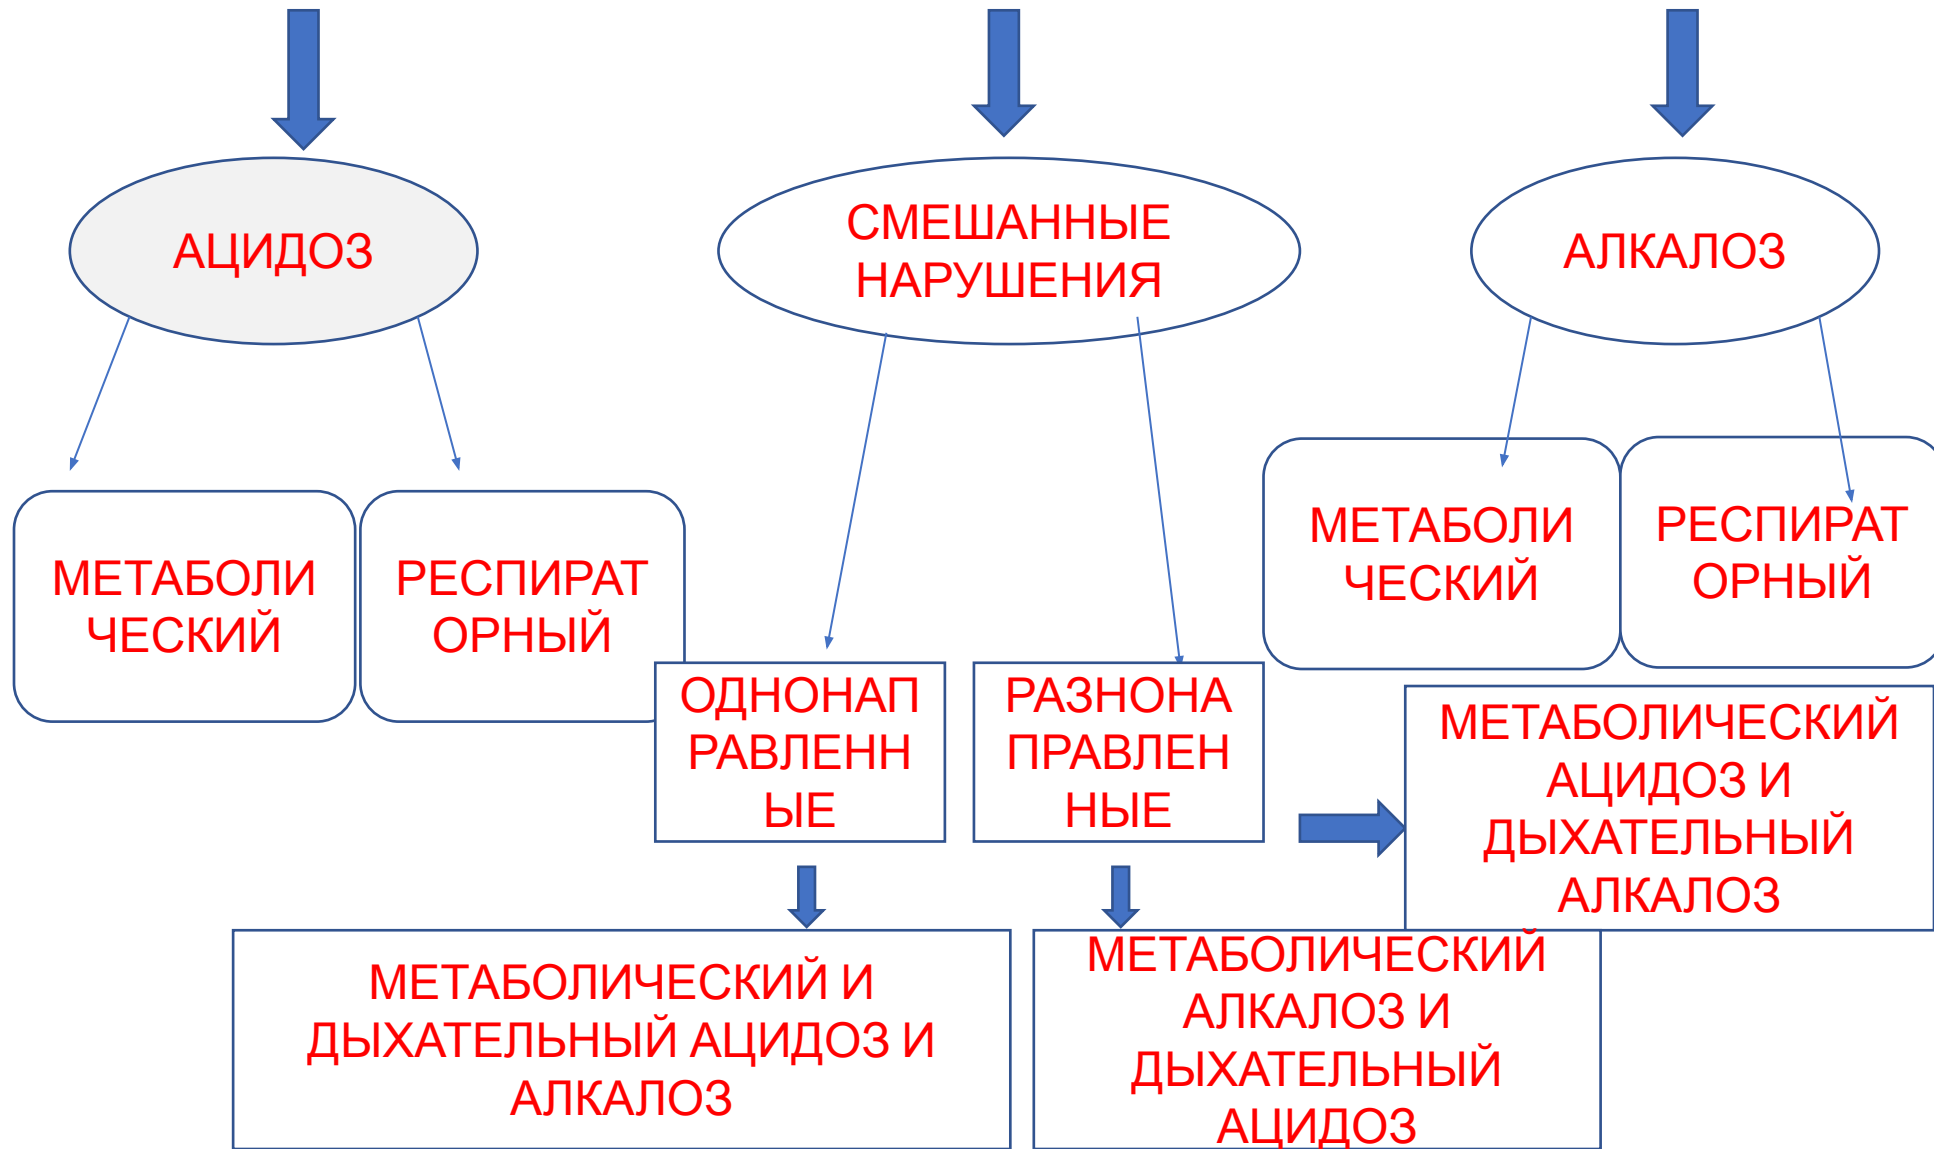 АЦИДОЗ
СМЕШАННЫЕ
НАРУШЕНИЯ
АЛКАЛОЗ
МЕТАБОЛИ
ЧЕСКИЙ
РЕСПИРАТ
ОРНЫЙ
МЕТАБОЛИ
ЧЕСКИЙ
РЕСПИРАТ
ОРНЫЙ
ОДНОНАП
РАВЛЕНН
ЫЕ
РАЗНОНА
ПРАВЛЕН
НЫЕ
МЕТАБОЛИЧЕСКИЙ
АЦИДОЗ И
ДЫХАТЕЛЬНЫЙ
АЛКАЛОЗ
МЕТАБОЛИЧЕСКИЙ И
ДЫХАТЕЛЬНЫЙ АЦИДОЗ И
АЛКАЛОЗ
МЕТАБОЛИЧЕСКИЙ
АЛКАЛОЗ И
ДЫХАТЕЛЬНЫЙ
АЦИДОЗ